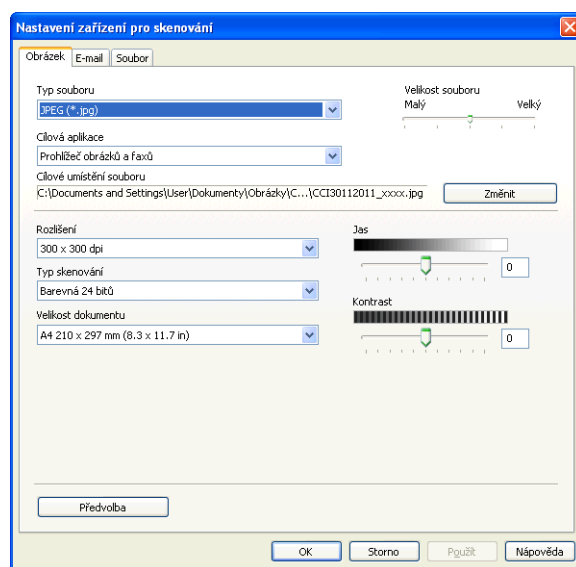 Nastavení zařízení pro skenování
Obrázek E-mail Soubor
Typ souboru
JPEG (*.jpg)
Velikost souboru
Malý Velký
Cílová aplikace
Prohlížeč obrázků a faxů
Cílové umístění souboru
C:\Documents and Settings\User\Dokumenty\Obrázky\C...\CCI30112011_xxxx.jpg Změnit
Rozlišení
300 x 300 dpi
Typ skenování
Barevná 24 bitů
Velikost dokumentu
A4 210 x 297 mm (8.3 x 11.7 in)
Jas
0
Kontrast
0
Předvolba
OK Storno Použít Nápověda